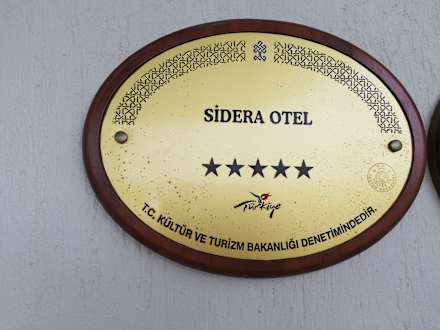 SİDERA OTEL
Türkiye
T.C. KÜLTÜR VE TURİZM BAKANLIĞI DENETİMİNDEDİR.